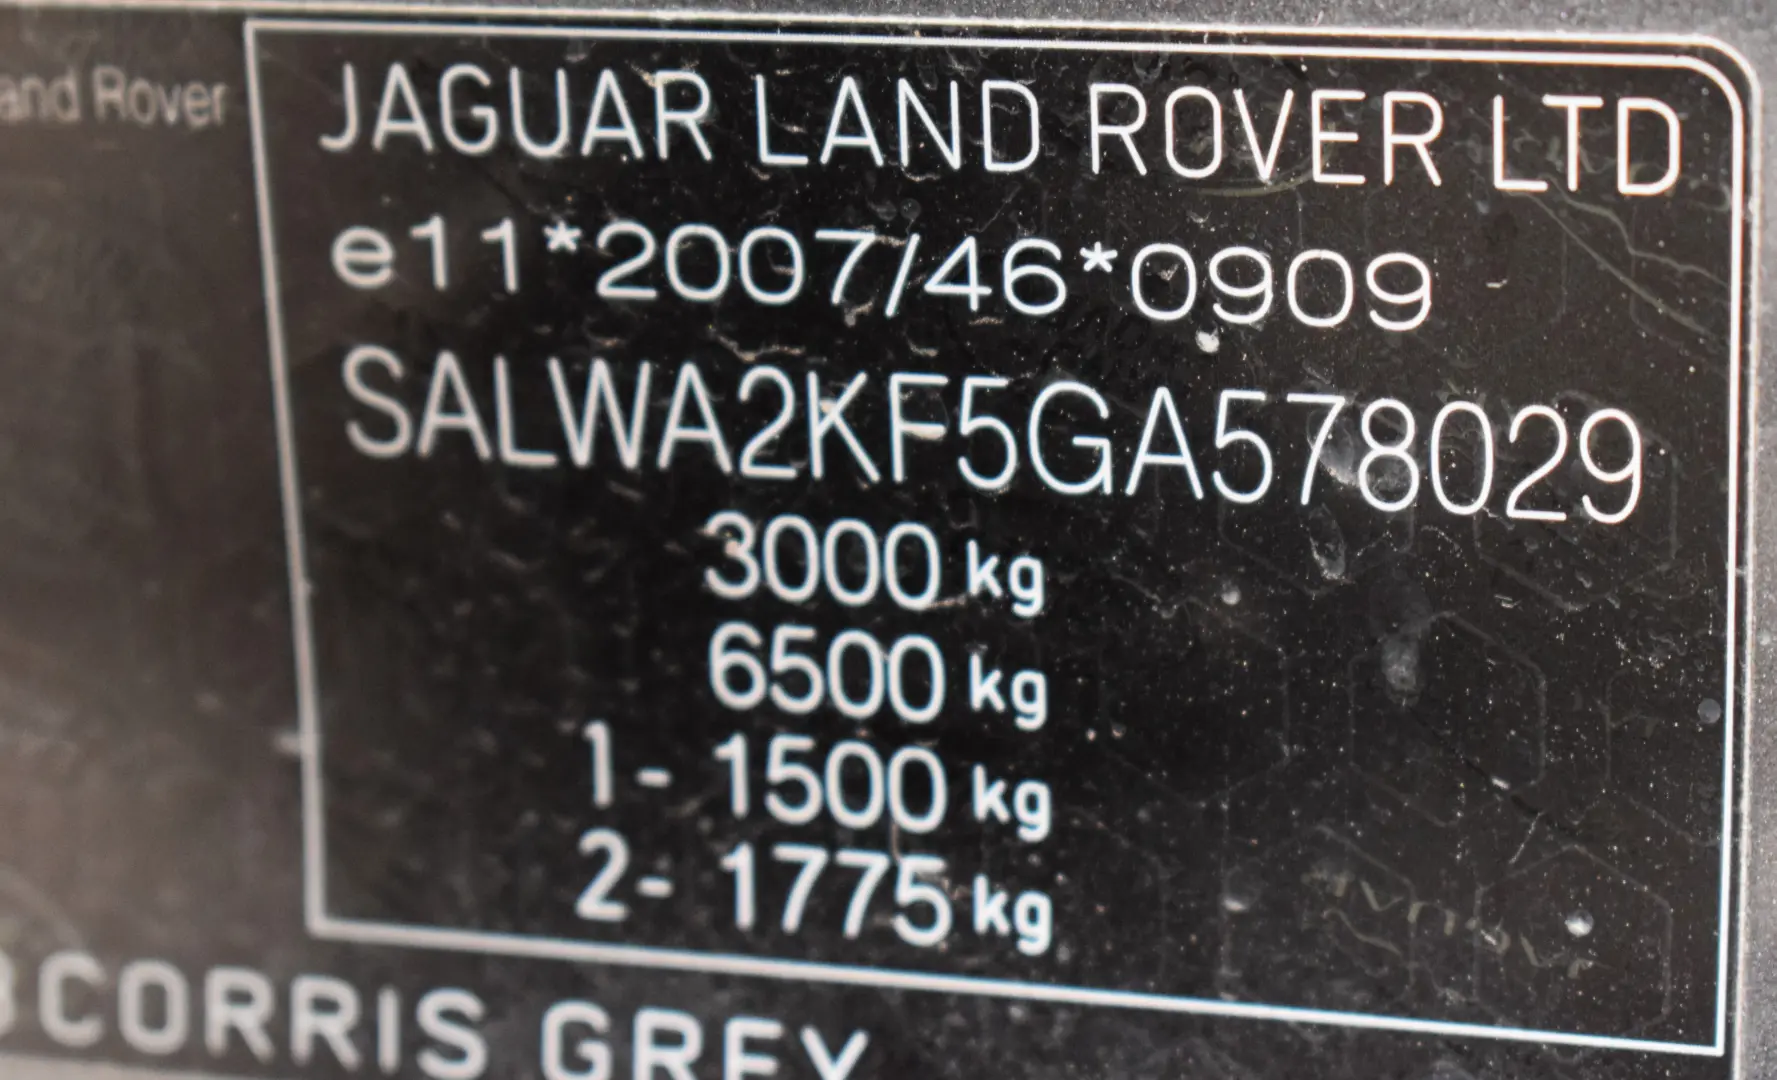 and Rover
JAGUAR LAND ROVER LTD
e11*2007/46*0909
SALWA2KF5GA578029
3000 kg
6500 kg
1- 1500 kg
2- 1775 kg
CORRIS GREY